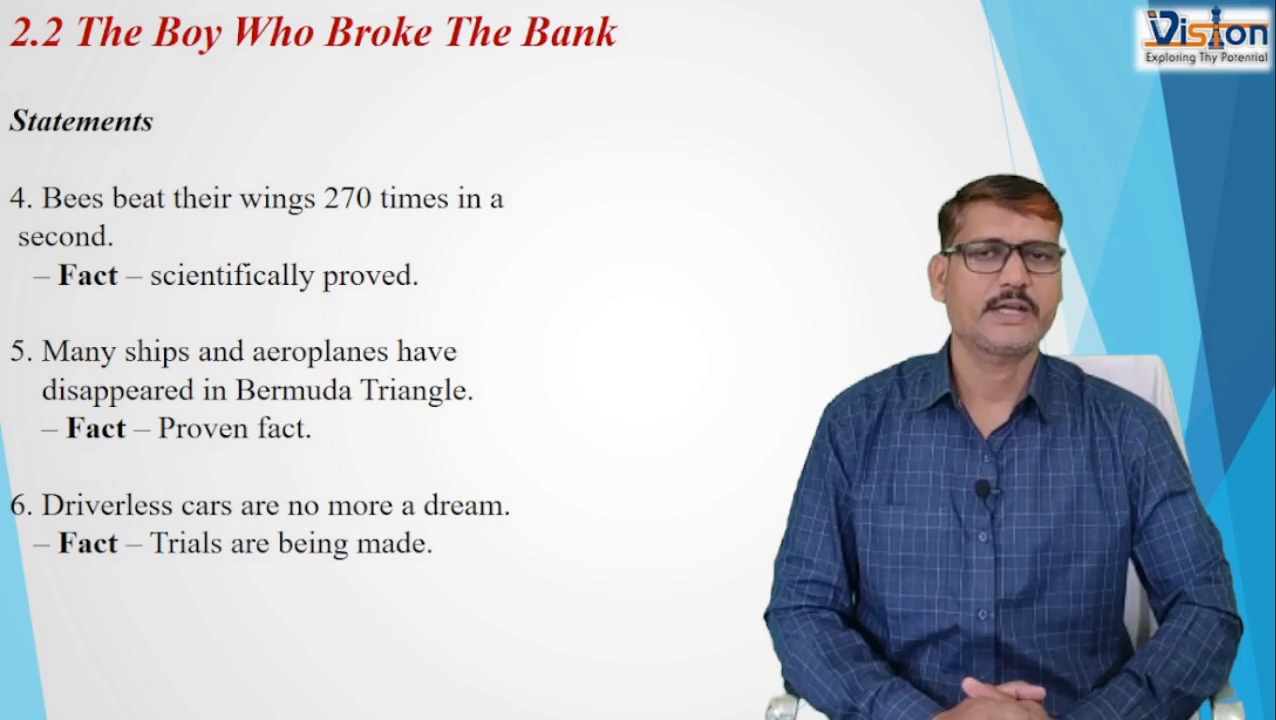 2.2 The Boy Who Broke The Bank
Vision
Exploring Thy Potential
Statements
4. Bees beat their wings 270 times in a
second.
– Fact – scientifically proved.
5. Many ships and aeroplanes have
disappeared in Bermuda Triangle.
– Fact – Proven fact.
6. Driverless cars are no more a dream.
– Fact – Trials are being made.